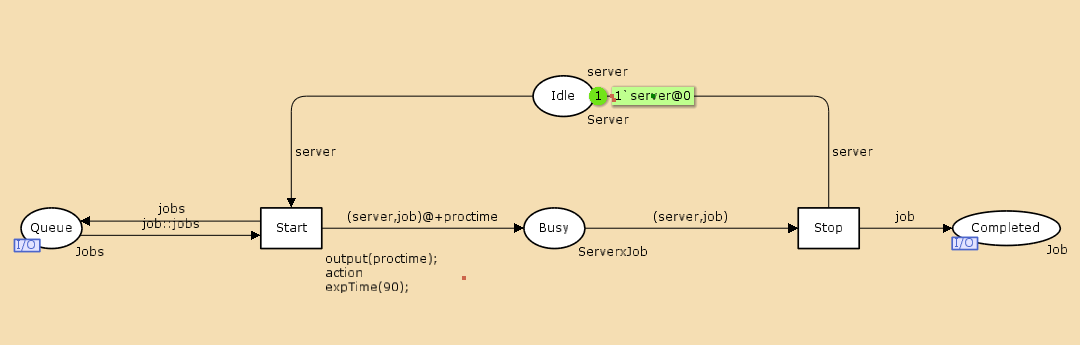 server
Idle
1
1`server@0
Server
server
server
jobs
job::jobs
(server,job)@+proctime
(server,job)
job
Queue
Start
Busy
Stop
Completed
I/O
I/O
Jobs
ServerxJob
Job
output(proctime);
action
expTime(90);